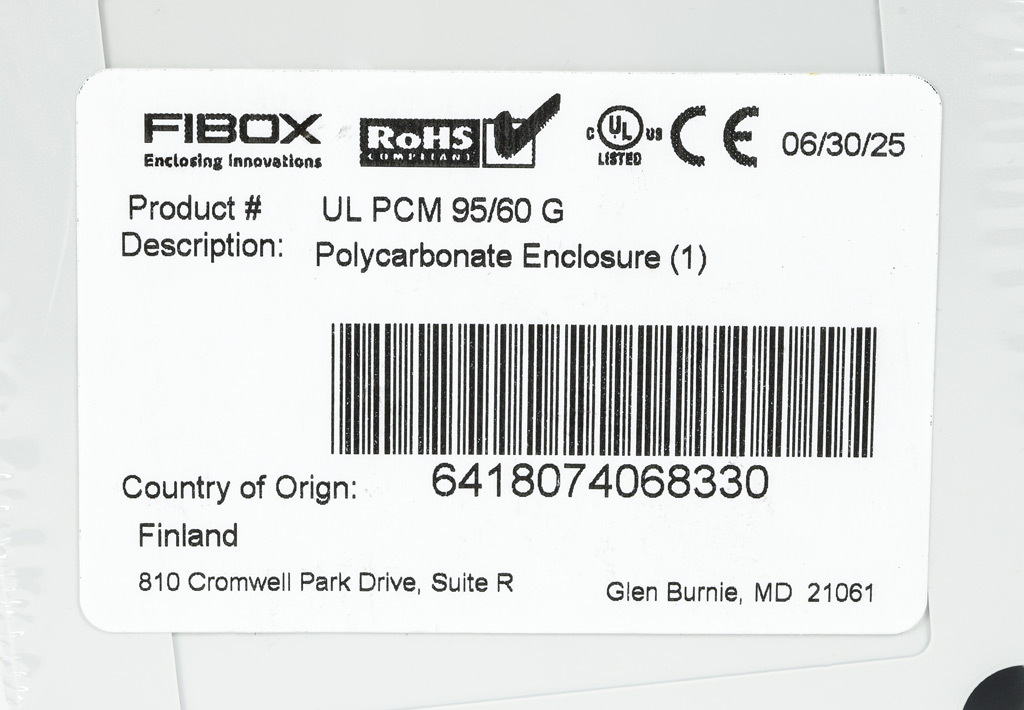 FIBOX
Enclosing Innovations
RoHS
COMPLIANT
C UL US
LISTED
CE
06/30/25
Product # UL PCM 95/60 G
Description: Polycarbonate Enclosure (1)
6418074068330
Country of Orign:
Finland
810 Cromwell Park Drive, Suite R Glen Burnie, MD 21061